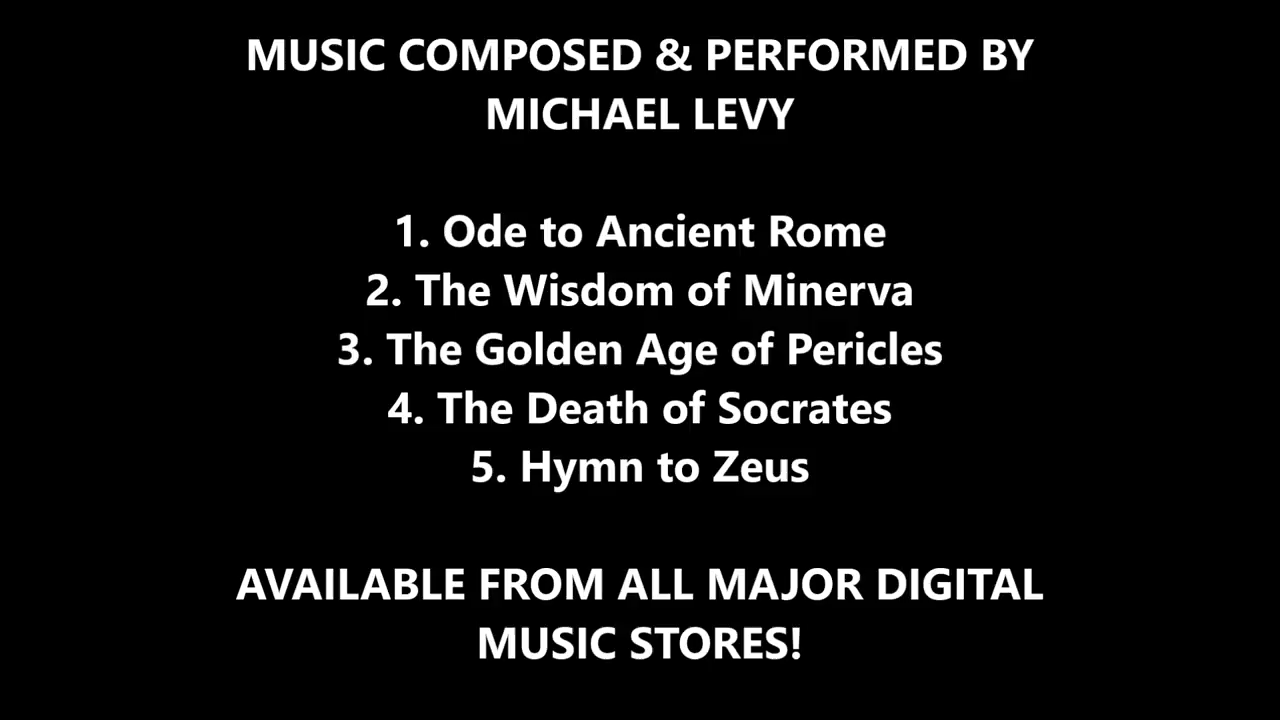 MUSIC COMPOSED & PERFORMED BY
MICHAEL LEVY
1. Ode to Ancient Rome
2. The Wisdom of Minerva
3. The Golden Age of Pericles
4. The Death of Socrates
5. Hymn to Zeus
AVAILABLE FROM ALL MAJOR DIGITAL
MUSIC STORES!